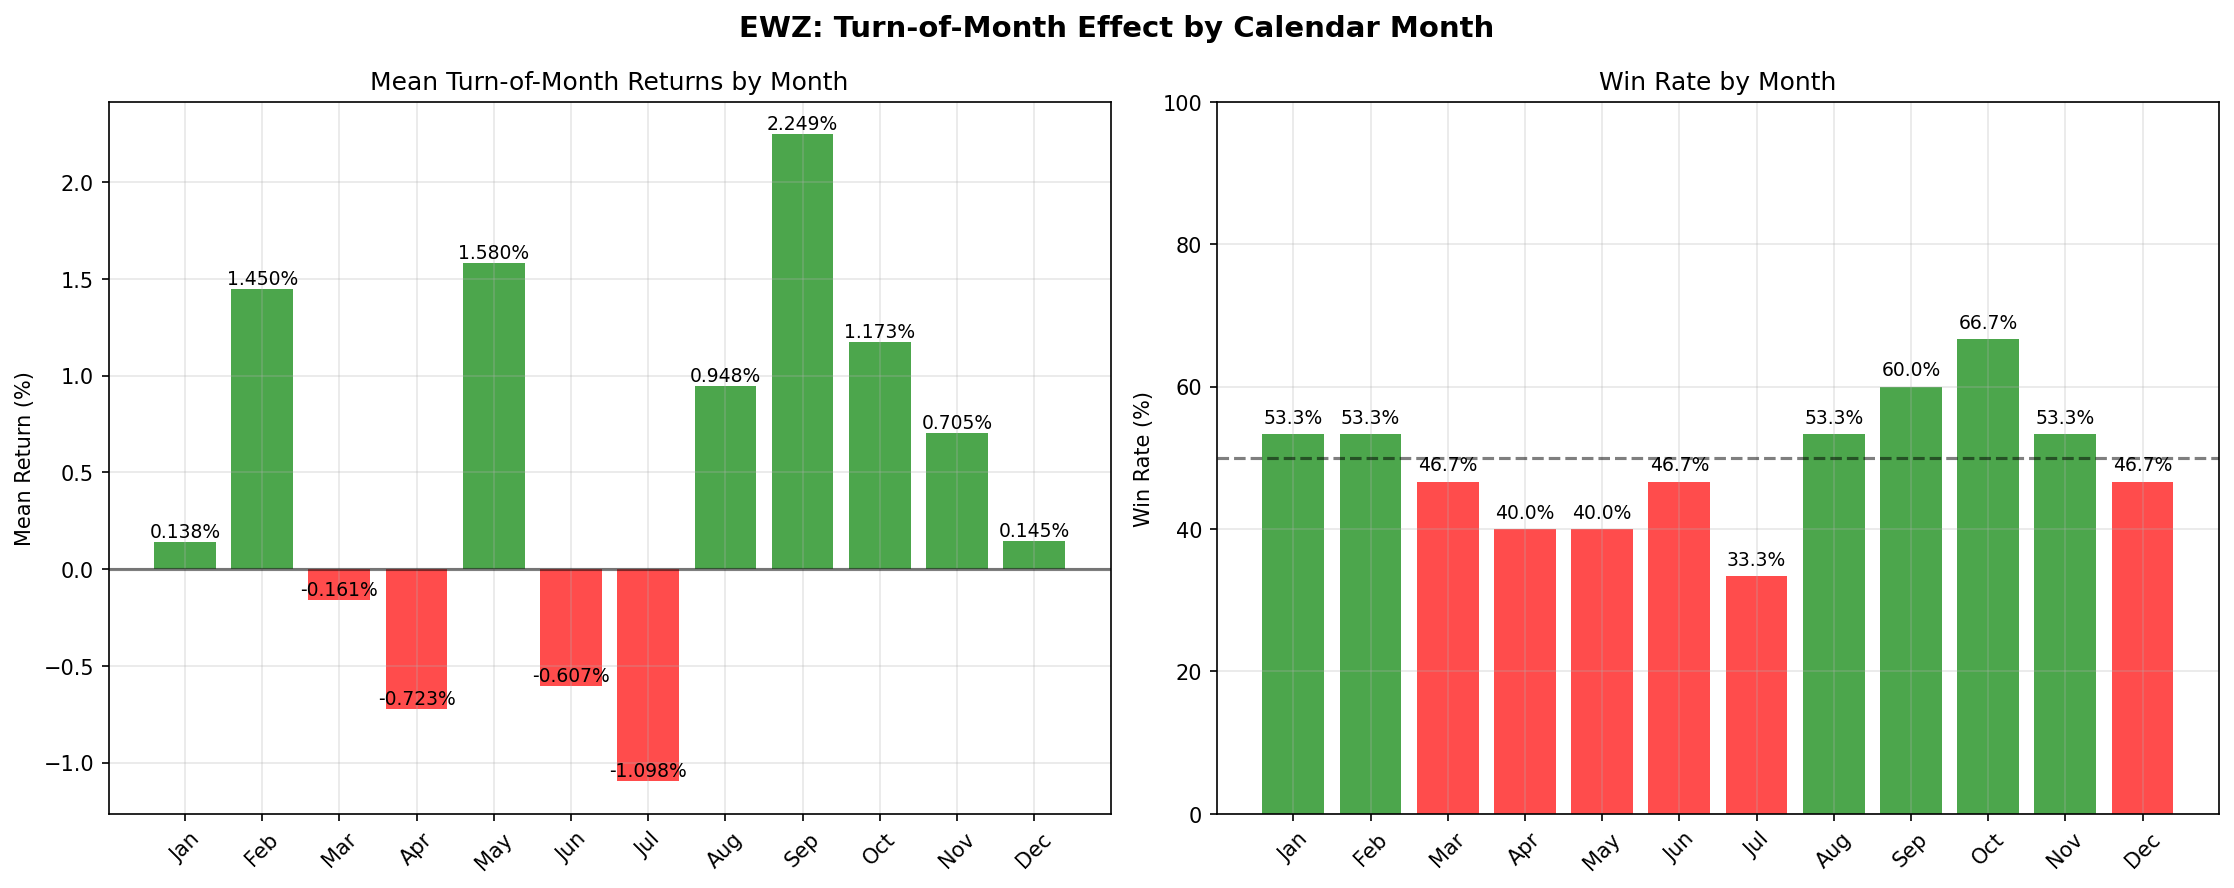 EWZ: Turn-of-Month Effect by Calendar Month
Mean Turn-of-Month Returns by Month
Mean Return (%)
2.0
1.5
1.0
0.5
0.0
−0.5
−1.0
0.138%
1.450%
-0.161%
-0.723%
1.580%
-0.607%
-1.098%
0.948%
2.249%
1.173%
0.705%
0.145%
Jan
Feb
Mar
Apr
May
Jun
Jul
Aug
Sep
Oct
Nov
Dec
Win Rate by Month
Win Rate (%)
100
80
60
40
20
0
53.3%
53.3%
46.7%
40.0%
40.0%
46.7%
33.3%
53.3%
60.0%
66.7%
53.3%
46.7%
Jan
Feb
Mar
Apr
May
Jun
Jul
Aug
Sep
Oct
Nov
Dec